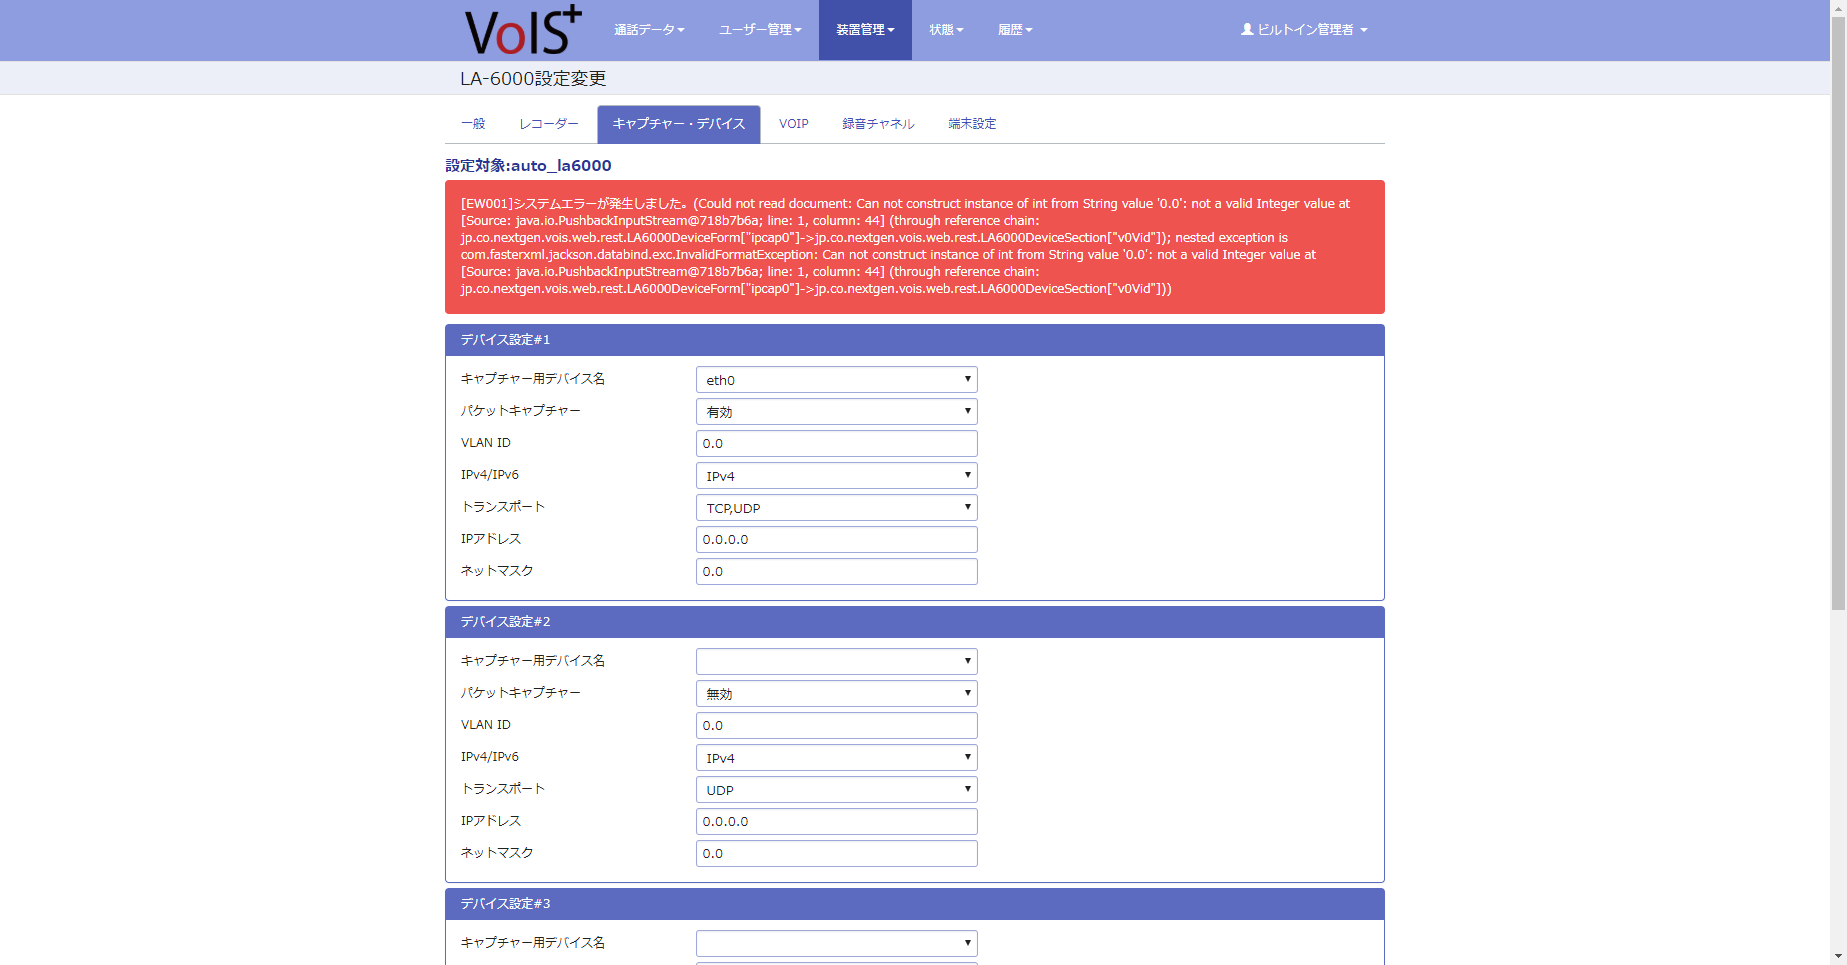 VoIS+
通話データ
ユーザー管理
装置管理
状態
履歴
ビルトイン管理者
LA-6000設定変更
一般
レコーダー
キャプチャー・デバイス
VOIP
録音チャネル
端末設定
設定対象:auto_la6000
[EW001]システムエラーが発生しました。(Could not read document: Can not construct instance of int from String value '0.0': not a valid Integer value at
[Source: java.io.PushbackInputStream@718b7b6a; line: 1, column: 44] (through reference chain:
jp.co.nextgen.vois.web.rest.LA6000DeviceForm["ipcap0"]->jp.co.nextgen.vois.web.rest.LA6000DeviceSection["v0Vid"]); nested exception is
com.fasterxml.jackson.databind.exc.InvalidFormatException: Can not construct instance of int from String value '0.0': not a valid Integer value at
[Source: java.io.PushbackInputStream@718b7b6a; line: 1, column: 44] (through reference chain:
jp.co.nextgen.vois.web.rest.LA6000DeviceForm["ipcap0"]->jp.co.nextgen.vois.web.rest.LA6000DeviceSection["v0Vid"]))
デバイス設定#1
キャプチャー用デバイス名
eth0
パケットキャプチャー
有効
VLAN ID
0.0
IPv4/IPv6
IPv4
トランスポート
TCP,UDP
IPアドレス
0.0.0.0
ネットマスク
0.0
デバイス設定#2
キャプチャー用デバイス名
パケットキャプチャー
無効
VLAN ID
0.0
IPv4/IPv6
IPv4
トランスポート
UDP
IPアドレス
0.0.0.0
ネットマスク
0.0
デバイス設定#3
キャプチャー用デバイス名